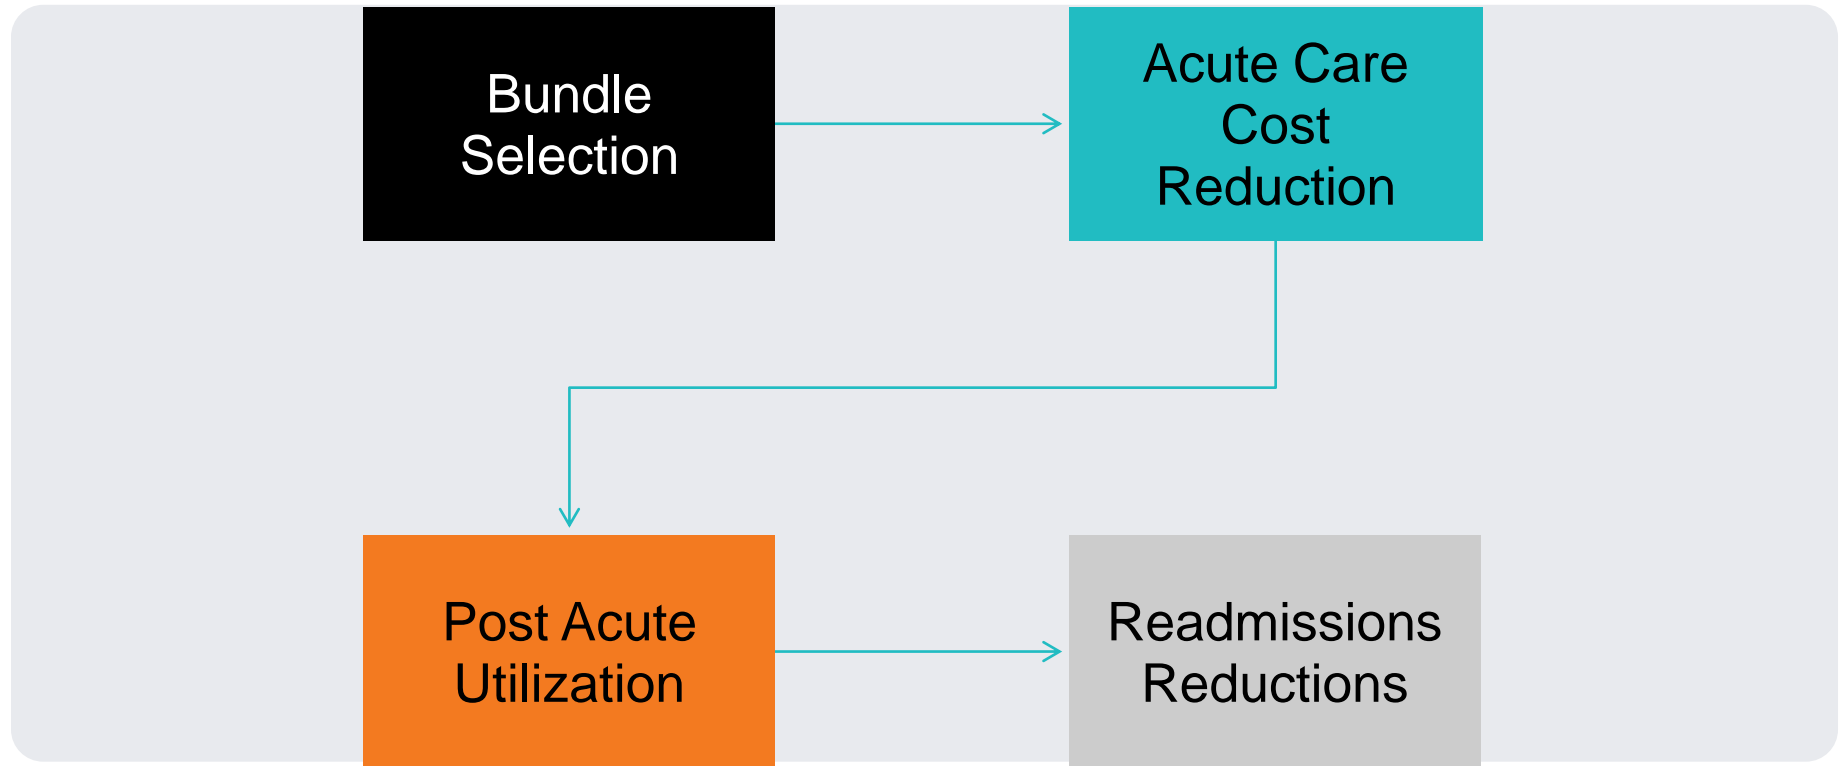 Bundle
Selection
Acute Care
Cost
Reduction
Post Acute
Utilization
Readmissions
Reductions